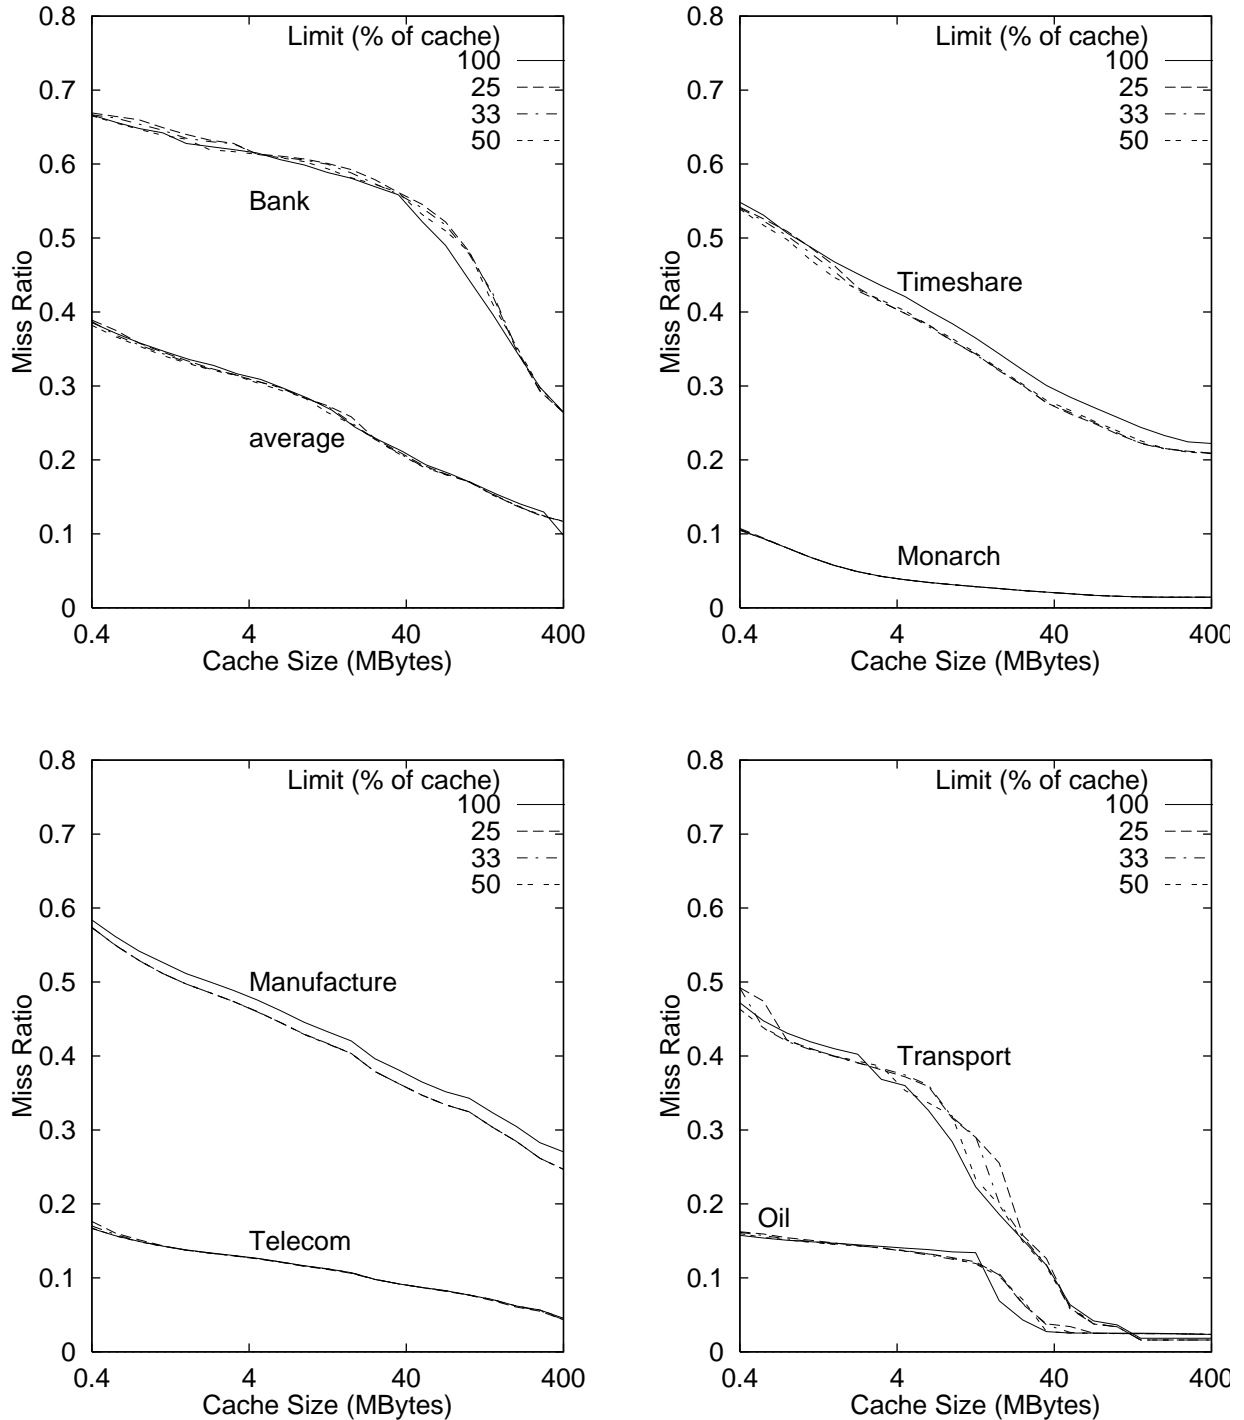 0.8
Limit (% of cache)
100
0.7
25
33
50
0.6
Bank
0.5
Miss Ratio
0.4
0.3
average
0.2
0.1
0
0.4 4 40 400
Cache Size (MBytes)
0.8
Limit (% of cache)
100
0.7
25
33
50
0.6
0.5
Timeshare
Miss Ratio
0.4
0.3
0.2
0.1
Monarch
0
0.4 4 40 400
Cache Size (MBytes)
0.8
Limit (% of cache)
100
0.7
25
33
50
0.6
0.5
Manufacture
Miss Ratio
0.4
0.3
0.2
Telecom
0.1
0
0.4 4 40 400
Cache Size (MBytes)
0.8
Limit (% of cache)
100
0.7
25
33
50
0.6
0.5
Miss Ratio
0.4
Transport
0.3
0.2
Oil
0.1
0
0.4 4 40 400
Cache Size (MBytes)